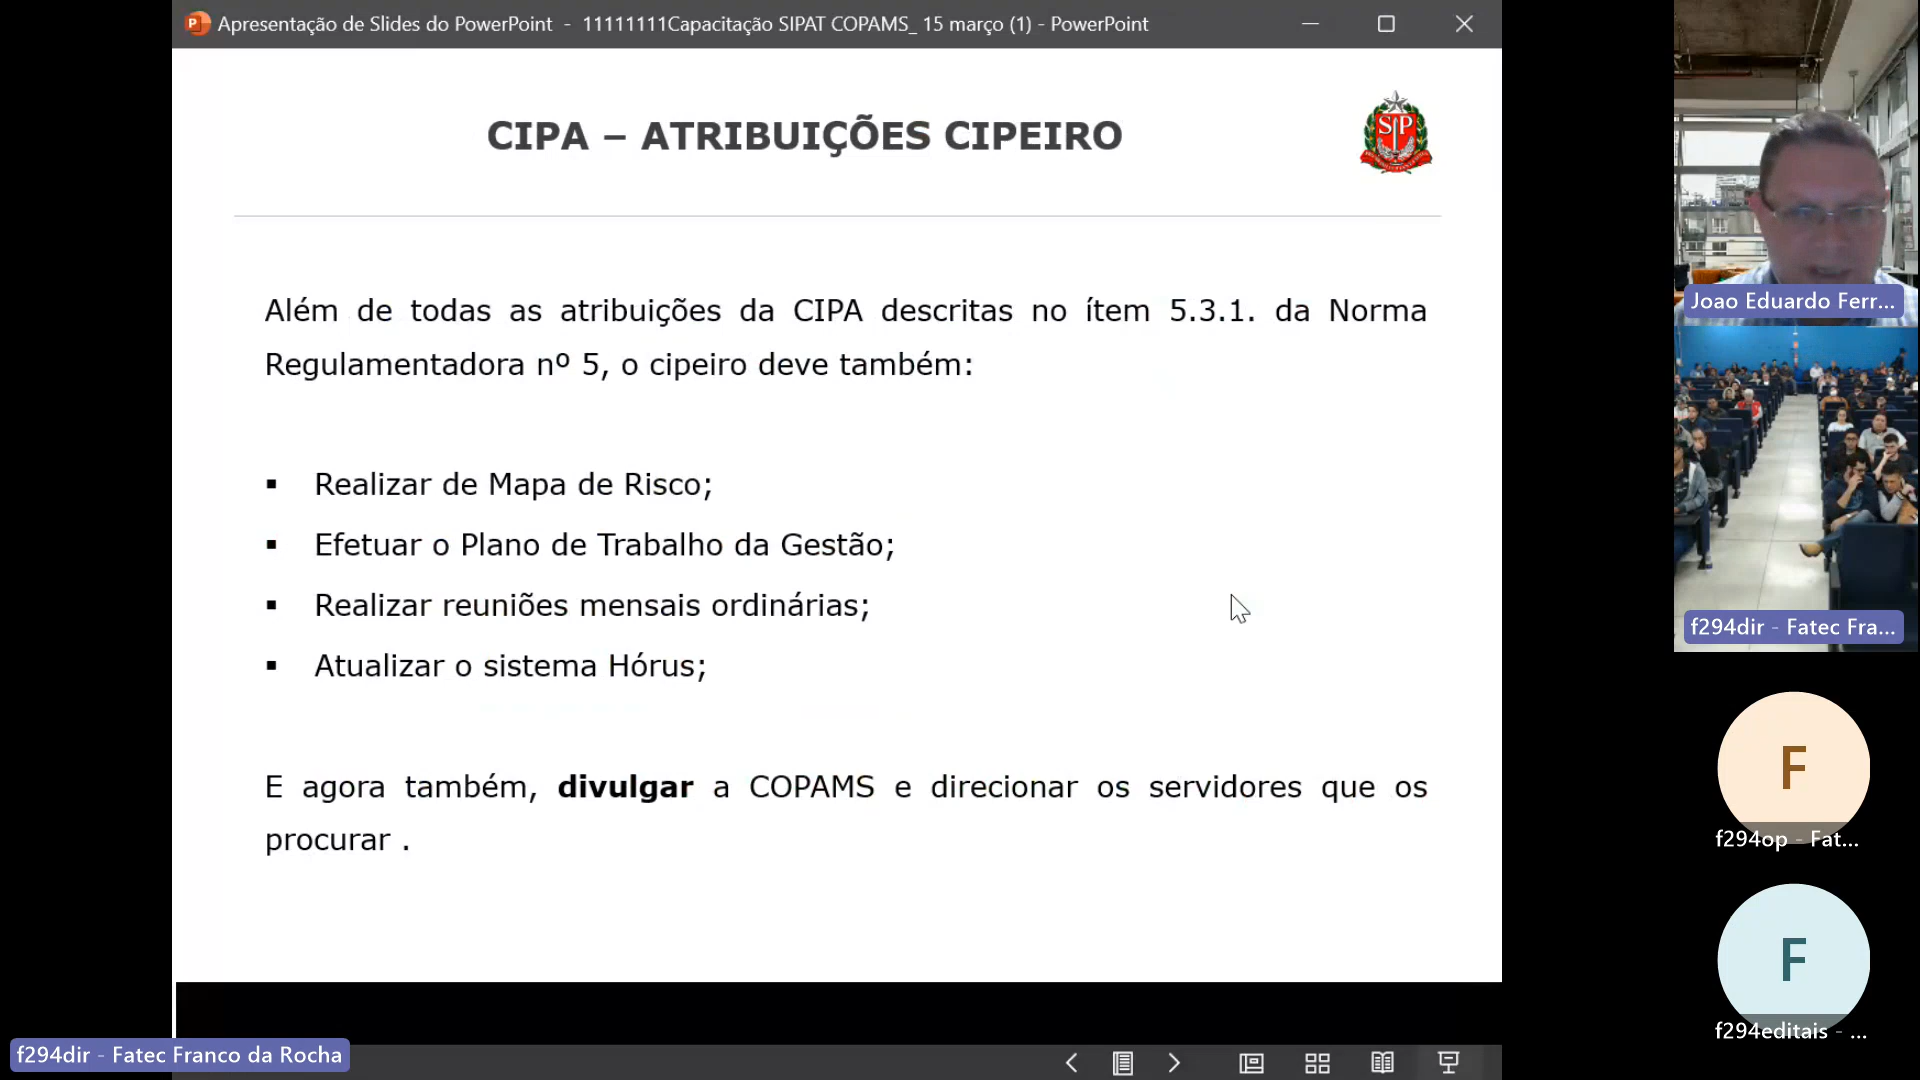 Apresentação de Slides do PowerPoint - 11111111Capacitação SIPAT COPAMS_ 15 março (1) - PowerPoint
CIPA – ATRIBUIÇÕES CIPEIRO
SP
Além de todas as atribuições da CIPA descritas no ítem 5.3.1. da Norma
Regulamentadora nº 5, o cipeiro deve também:
▪ Realizar de Mapa de Risco;
▪ Efetuar o Plano de Trabalho da Gestão;
▪ Realizar reuniões mensais ordinárias;
▪ Atualizar o sistema Hórus;
E agora também, divulgar a COPAMS e direcionar os servidores que os
procurar .
Joao Eduardo Ferr...
f294dir - Fatec Fra...
F
f294op - Fat...
F
f294editais - ...
f294dir - Fatec Franco da Rocha